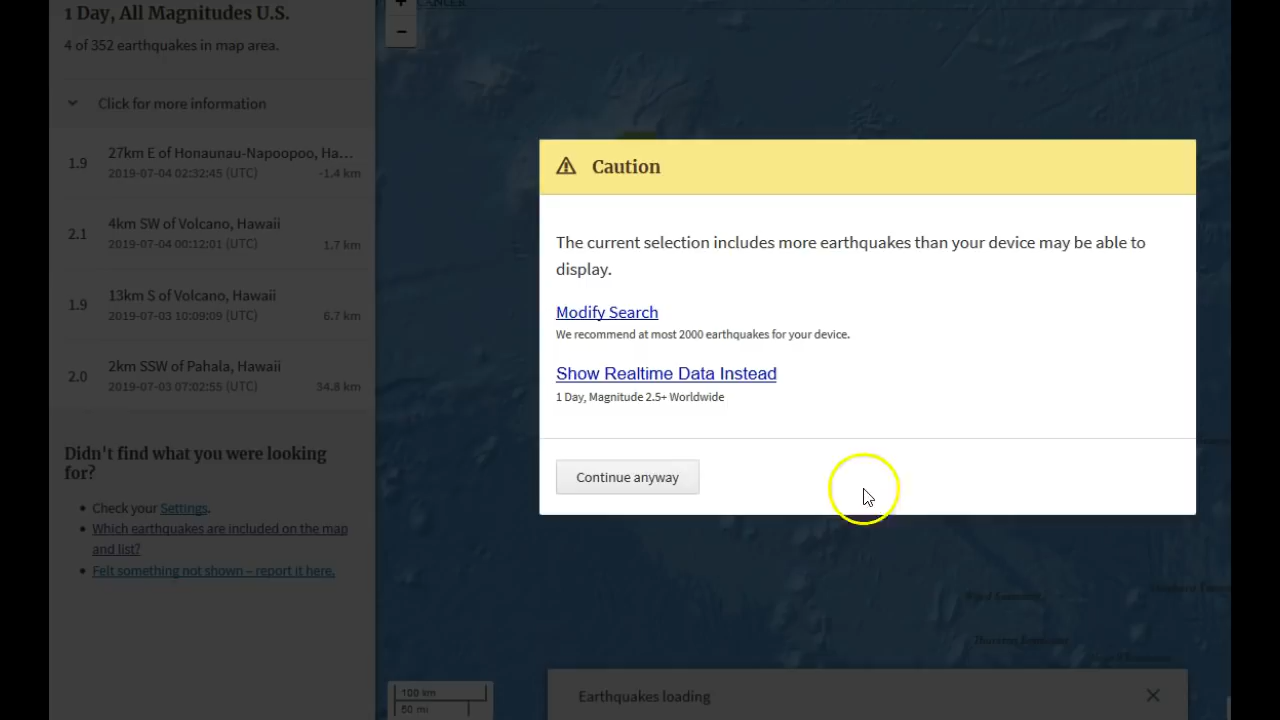 1 Day, All Magnitudes U.S.
4 of 352 earthquakes in map area.
Click for more information
1.9
27km E of Honaunau-Napoopoo, Ha...
2019-07-04 02:32:45 (UTC)
-1.4 km
2.1
4km SW of Volcano, Hawaii
2019-07-04 00:12:01 (UTC)
1.7 km
1.9
13km S of Volcano, Hawaii
2019-07-03 10:09:09 (UTC)
6.7 km
2.0
2km SSW of Pahala, Hawaii
2019-07-03 07:02:55 (UTC)
34.8 km
Didn't find what you were looking
for?
• Check your Settings.
• Which earthquakes are included on the map
and list?
• Felt something not shown – report it here.
+
CANCER
−
Caution
The current selection includes more earthquakes than your device may be able to
display.
Modify Search
We recommend at most 2000 earthquakes for your device.
Show Realtime Data Instead
1 Day, Magnitude 2.5+ Worldwide
Continue anyway
100 km
50 mi
Earthquakes loading